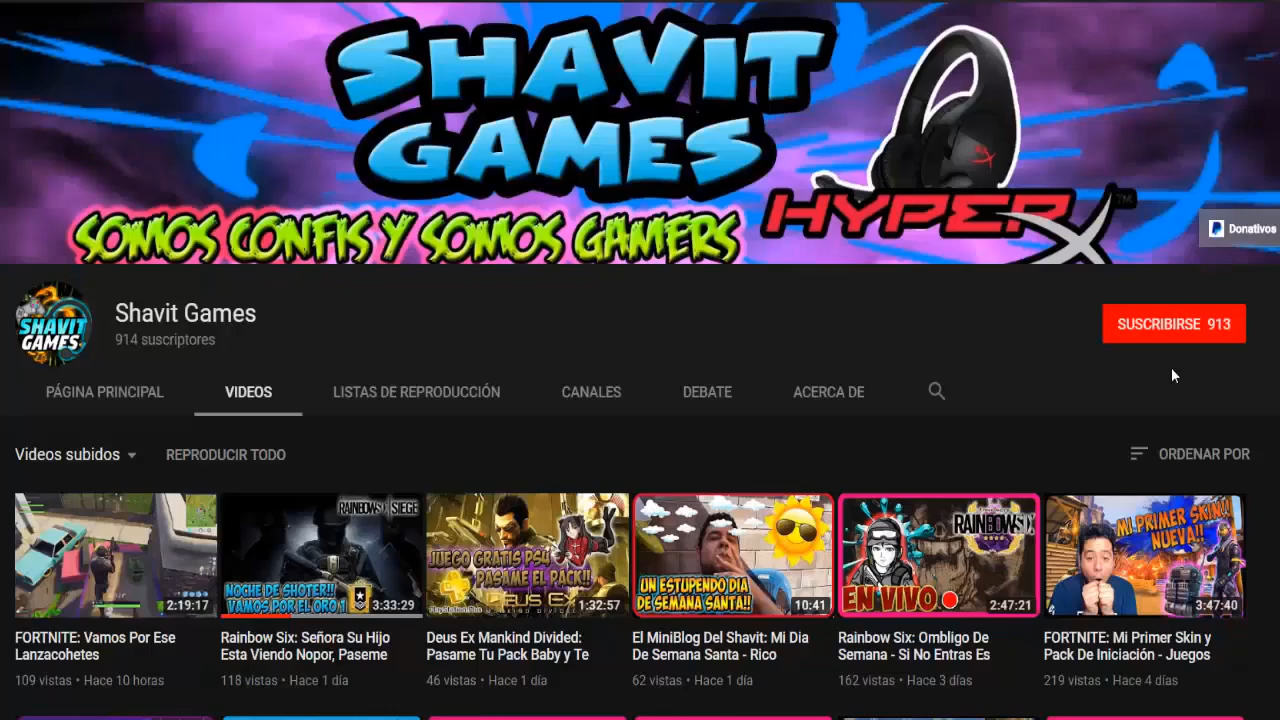 SHAVIT
GAMES
SOMOS CONFIS Y SOMOS GAMERS
HYPERX™
Donativos
SHAVIT
GAMES
Shavit Games
914 suscriptores
SUSCRIBIRSE 913
PÁGINA PRINCIPAL VIDEOS LISTAS DE REPRODUCCIÓN CANALES DEBATE ACERCA DE
Videos subidos REPRODUCIR TODO ORDENAR POR
2:19:17
FORTNITE: Vamos Por Ese
Lanzacohetes
109 vistas • Hace 10 horas
RAINBOWSIX SIEGE
NOCHE DE SHOTER!!
VAMOS POR EL ORO 1
3:33:29
Rainbow Six: Señora Su Hijo
Esta Viendo Nopor, Paseme
118 vistas • Hace 1 día
JUEGO GRATIS PS4
PASAME EL PACK!!
DEUS EX
1:32:57
Deus Ex Mankind Divided:
Pasame Tu Pack Baby y Te
46 vistas • Hace 1 día
UN ESTUPENDO DIA
DE SEMANA SANTA!!
10:41
El MiniBlog Del Shavit: Mi Dia
De Semana Santa - Rico
62 vistas • Hace 1 día
RAINBOWSIX
EN VIVO
2:47:21
Rainbow Six: Ombligo De
Semana - Si No Entras Es
162 vistas • Hace 3 días
MI PRIMER SKIN!!
NUEVA!!
3:47:40
FORTNITE: Mi Primer Skin y
Pack De Iniciación - Juegos
219 vistas • Hace 4 días